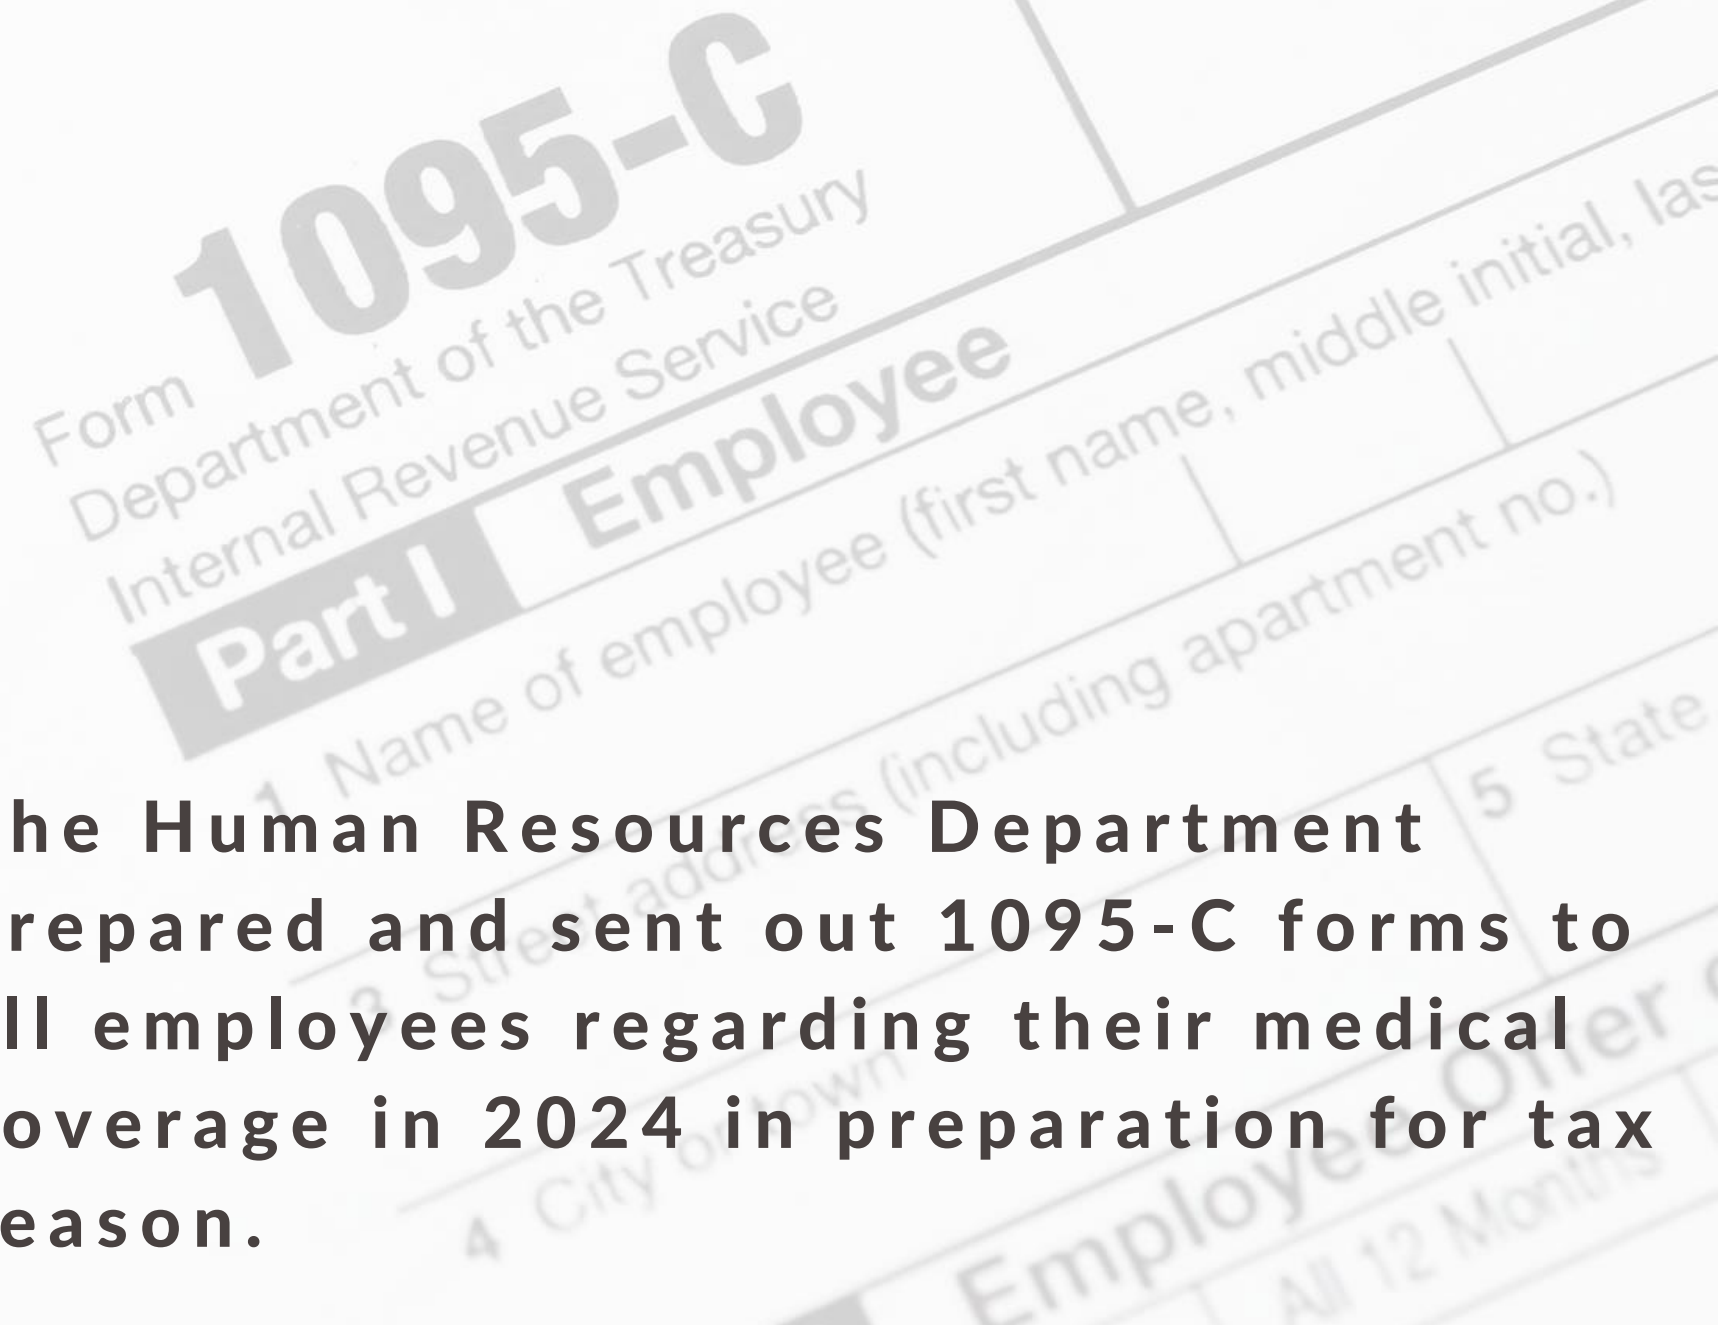 Form 1095-C
Department of the Treasury
Internal Revenue Service
Part I Employee
1 Name of employee (first name, middle initial, las
3 Street address (including apartment no.)
4 City or town
5 State
Employee Offer
All 12 Months
he Human Resources Department
repared and sent out 1095-C forms to
ll employees regarding their medical
overage in 2024 in preparation for tax
eason.